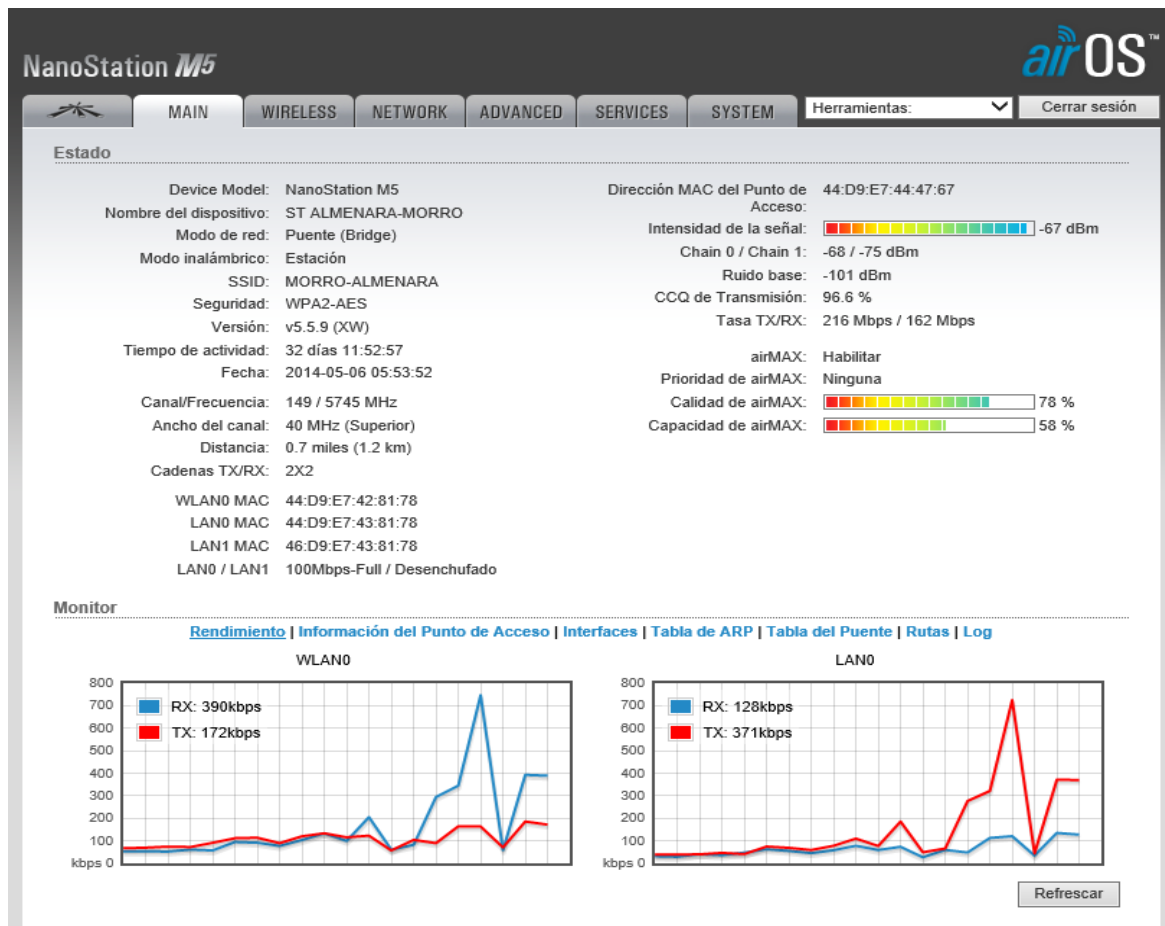 NanoStation M5
airOS™
MAIN WIRELESS NETWORK ADVANCED SERVICES SYSTEM Herramientas: Cerrar sesión
Estado
Device Model: NanoStation M5
Nombre del dispositivo: ST ALMENARA-MORRO
Modo de red: Puente (Bridge)
Modo inalámbrico: Estación
SSID: MORRO-ALMENARA
Seguridad: WPA2-AES
Versión: v5.5.9 (XW)
Tiempo de actividad: 32 días 11:52:57
Fecha: 2014-05-06 05:53:52
Canal/Frecuencia: 149 / 5745 MHz
Ancho del canal: 40 MHz (Superior)
Distancia: 0.7 miles (1.2 km)
Cadenas TX/RX: 2X2
WLAN0 MAC 44:D9:E7:42:81:78
LAN0 MAC 44:D9:E7:43:81:78
LAN1 MAC 46:D9:E7:43:81:78
LAN0 / LAN1 100Mbps-Full / Desenchufado
Dirección MAC del Punto de 44:D9:E7:44:47:67
Acceso:
Intensidad de la señal: -67 dBm
Chain 0 / Chain 1: -68 / -75 dBm
Ruido base: -101 dBm
CCQ de Transmisión: 96.6 %
Tasa TX/RX: 216 Mbps / 162 Mbps
airMAX: Habilitar
Prioridad de airMAX: Ninguna
Calidad de airMAX: 78 %
Capacidad de airMAX: 58 %
Monitor
Rendimiento | Información del Punto de Acceso | Interfaces | Tabla de ARP | Tabla del Puente | Rutas | Log
WLAN0
800
700
600
500
400
300
200
100
kbps 0
RX: 390kbps
TX: 172kbps
LAN0
800
700
600
500
400
300
200
100
kbps 0
RX: 128kbps
TX: 371kbps
Refrescar